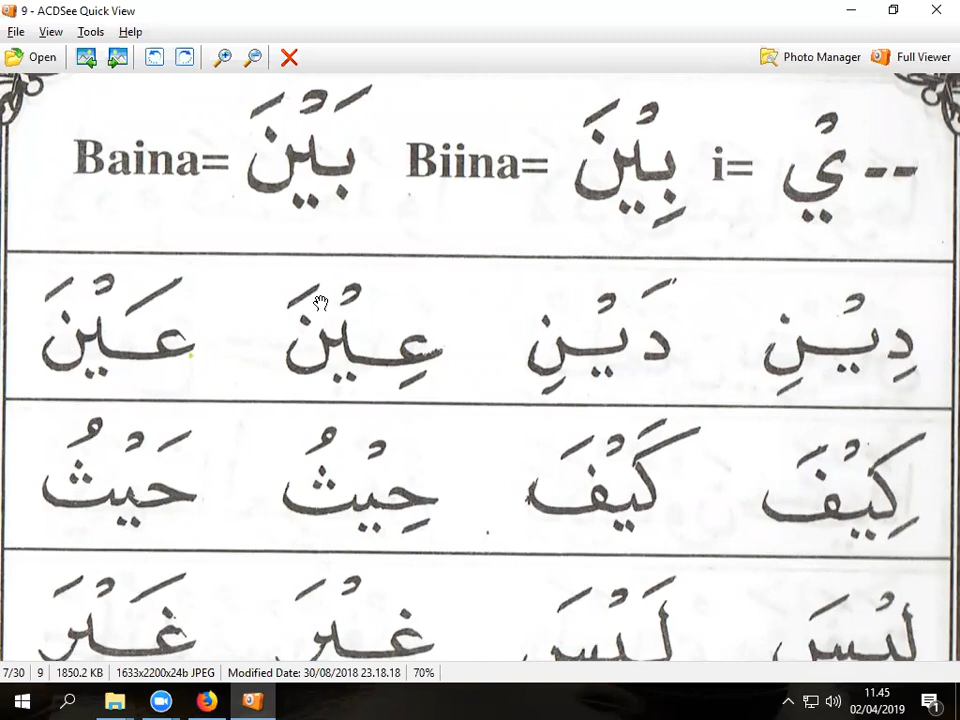 9 - ACDSee Quick View
File View Tools Help
Open Photo Manager Full Viewer
--يْ =i بِيْنَ =Biina بَيْنَ =Baina
دِيْنِ دَيْنِ عِيْنَ عَيْنَ
كِيْفَ كَيْفَ حِيْثُ حَيْثُ
لَيْسَ غَيْرَ
7/30 9 1850.2 KB 1633x2200x24b JPEG Modified Date: 30/08/2018 23.18.18 70%
11.45
02/04/2019
1